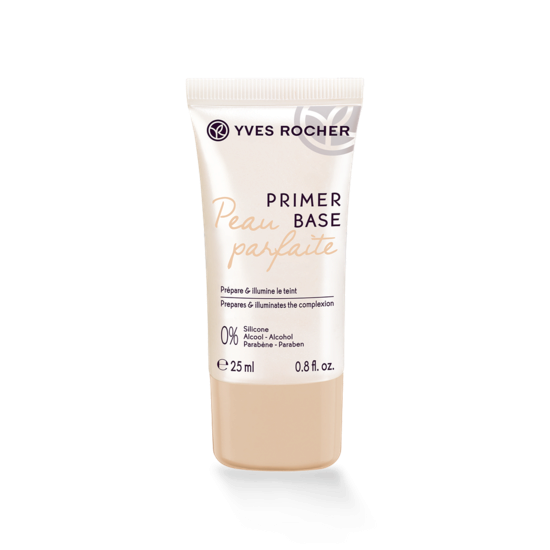 YVES ROCHER
PRIMER
Peau BASE
parfaite
Prépare & illumine le teint
Prepares & illuminates the complexion
0% Silicone
Alcool - Alcohol
Parabène - Paraben
℮ 25 ml 0.8 fl. oz.